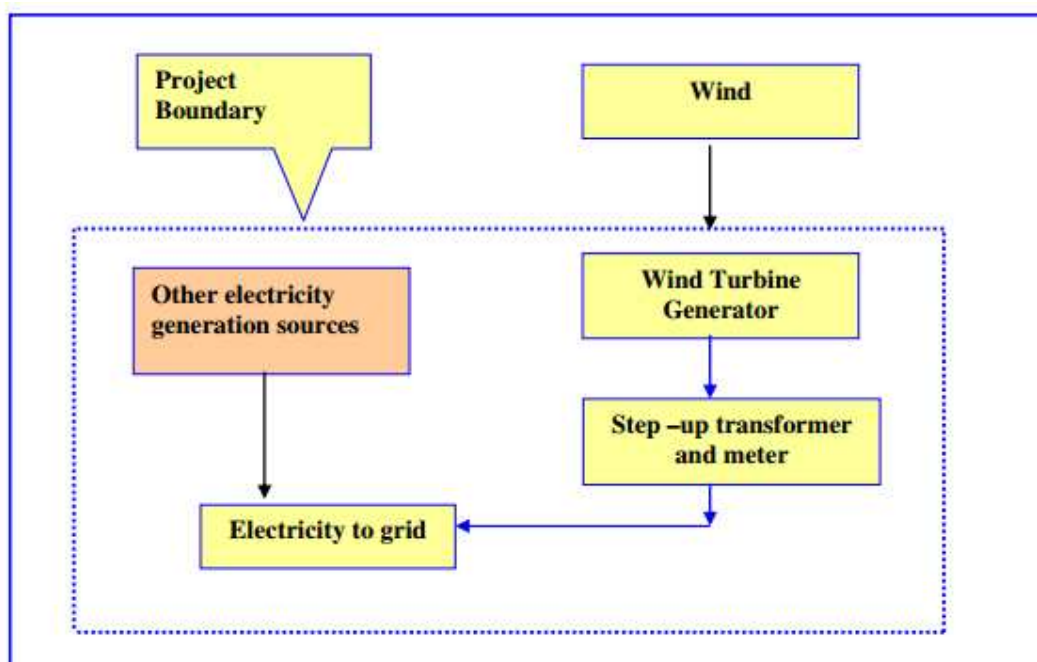 Project
Boundary
Wind
Other electricity
generation sources
Wind Turbine
Generator
Step –up transformer
and meter
Electricity to grid